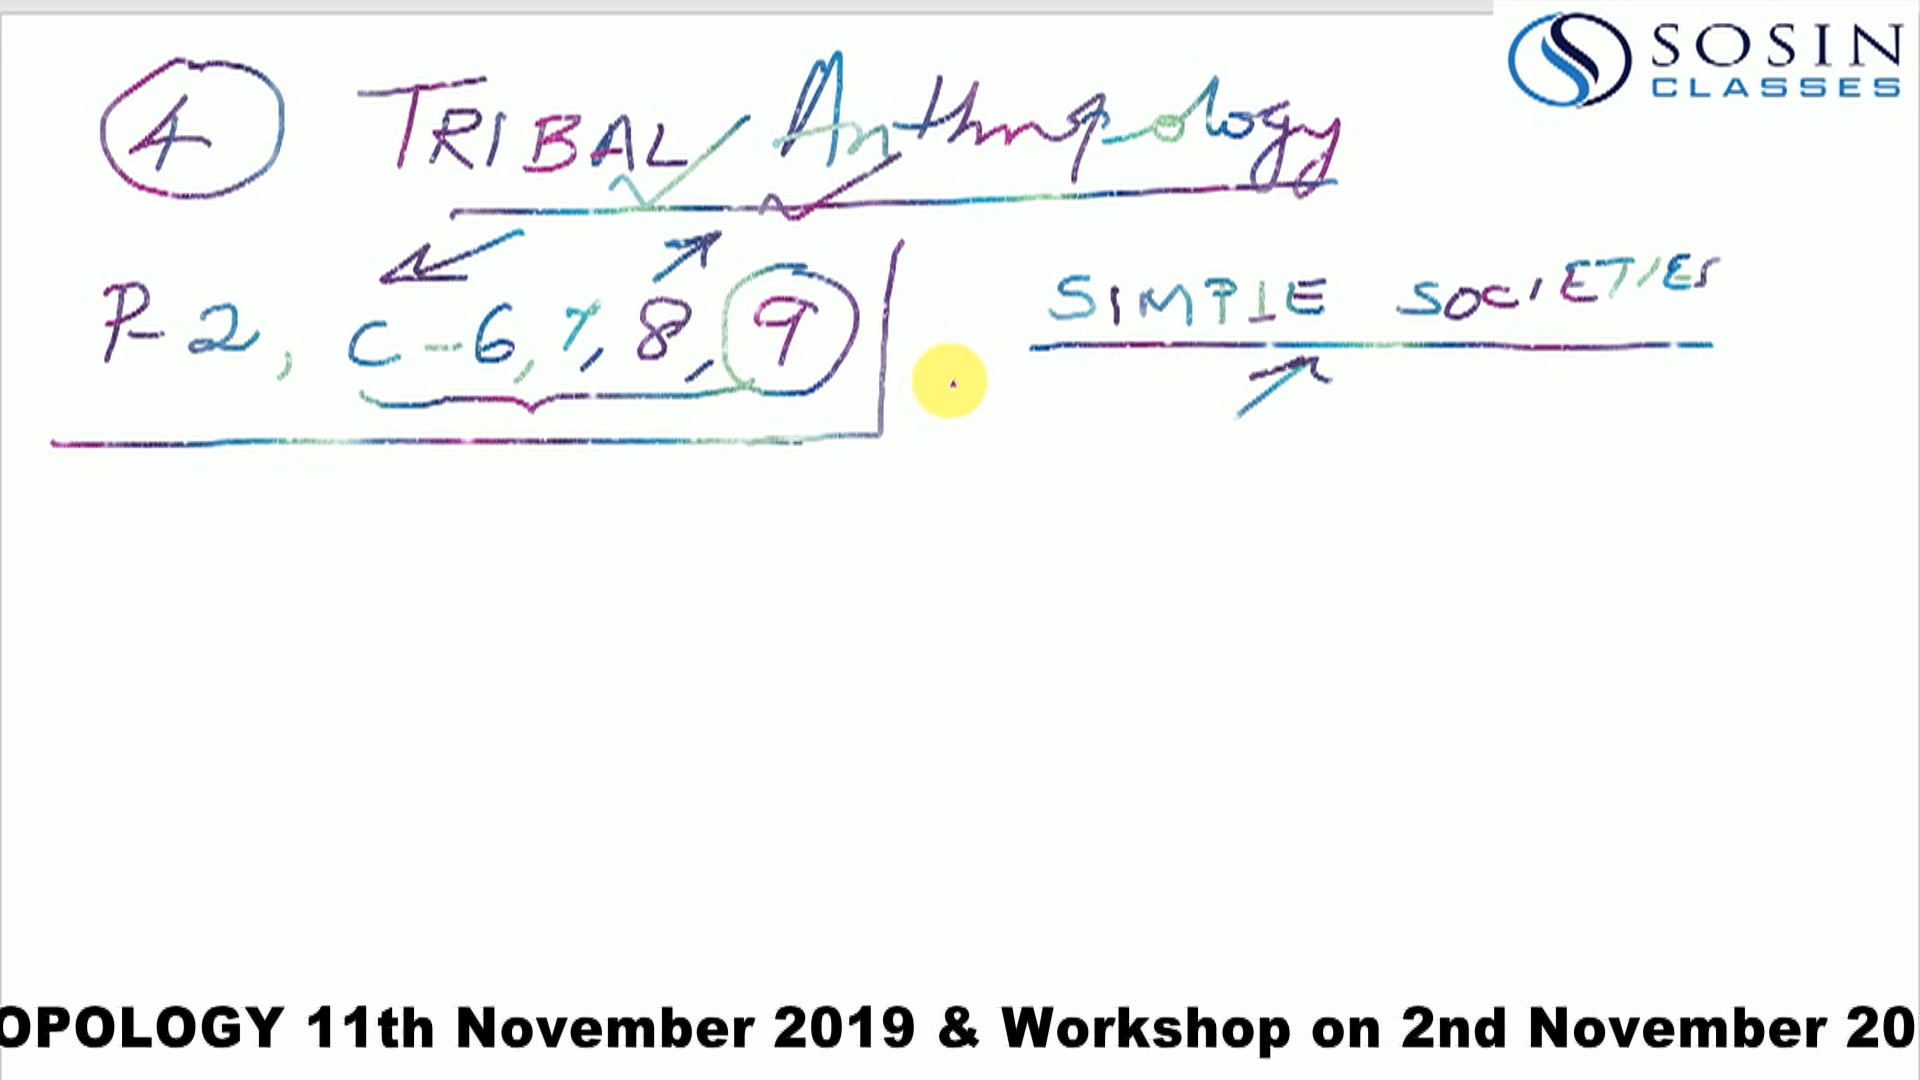 SOSIN
CLASSES
4 TRIBAL Anthropology
P-2, C-6, 7, 8, 9
SIMPLE SOCIETIES
OPOLOGY 11th November 2019 & Workshop on 2nd November 20